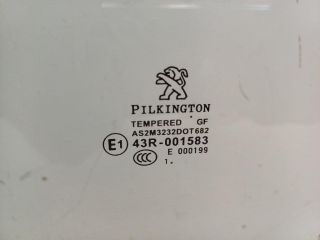 PILKINGTON
TEMPERED GF
AS2M3232DOT682
E1 43R-001583
CCC E 000199
1.